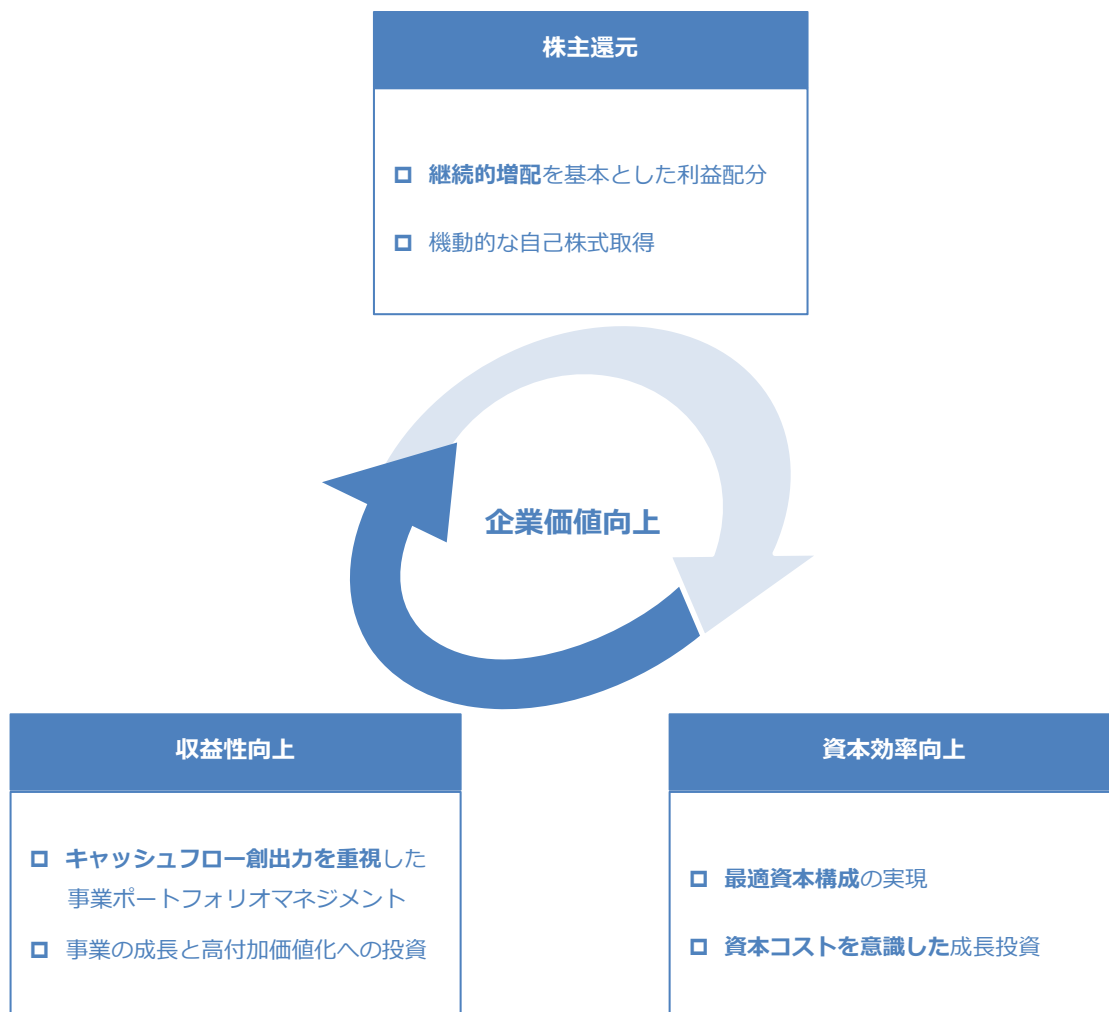 株主還元
継続的増配を基本とした利益配分
機動的な自己株式取得
企業価値向上
収益性向上
キャッシュフロー創出力を重視した
事業ポートフォリオマネジメント
事業の成長と高付加価値化への投資
資本効率向上
最適資本構成の実現
資本コストを意識した成長投資